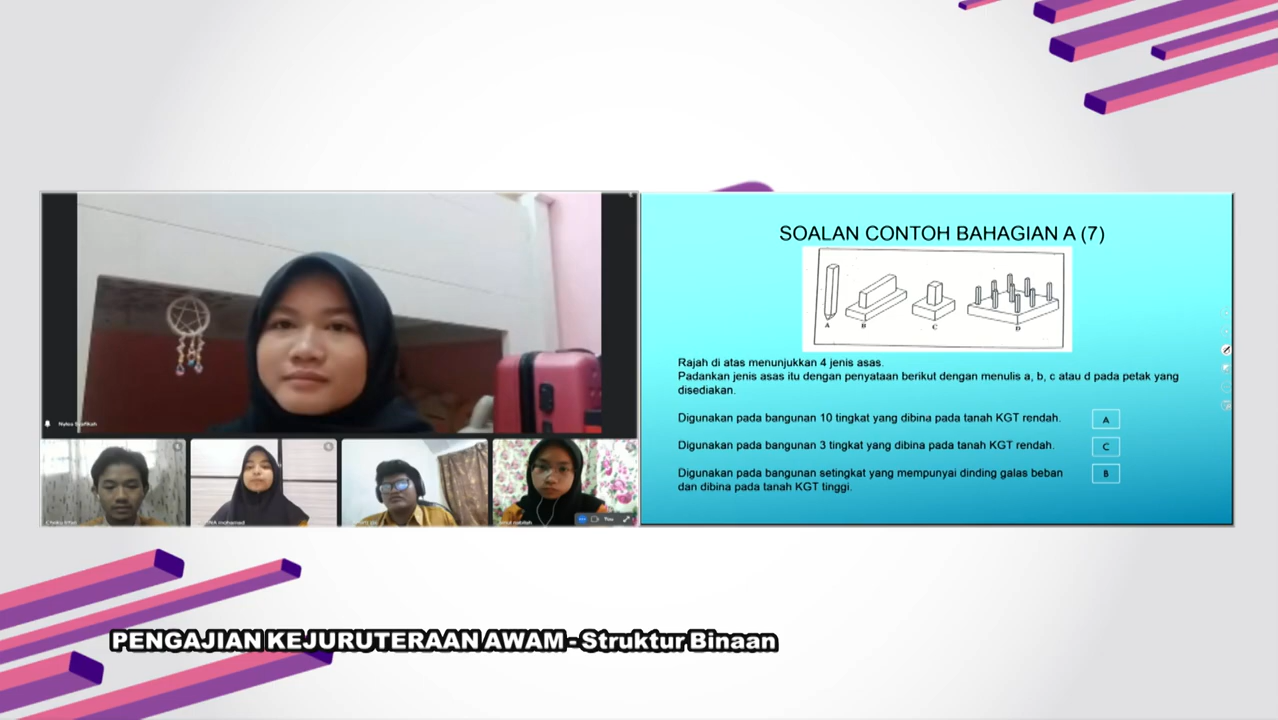 SOALAN CONTOH BAHAGIAN A (7)
A
B
C
D
Rajah di atas menunjukkan 4 jenis asas.
Padankan jenis asas itu dengan penyataan berikut dengan menulis a, b, c atau d pada petak yang
disediakan.
Digunakan pada bangunan 10 tingkat yang dibina pada tanah KGT rendah.
A
Digunakan pada bangunan 3 tingkat yang dibina pada tanah KGT rendah.
C
Digunakan pada bangunan setingkat yang mempunyai dinding galas beban
dan dibina pada tanah KGT tinggi.
B
You
PENGAJIAN KEJURUTERAAN AWAM - Struktur Binaan